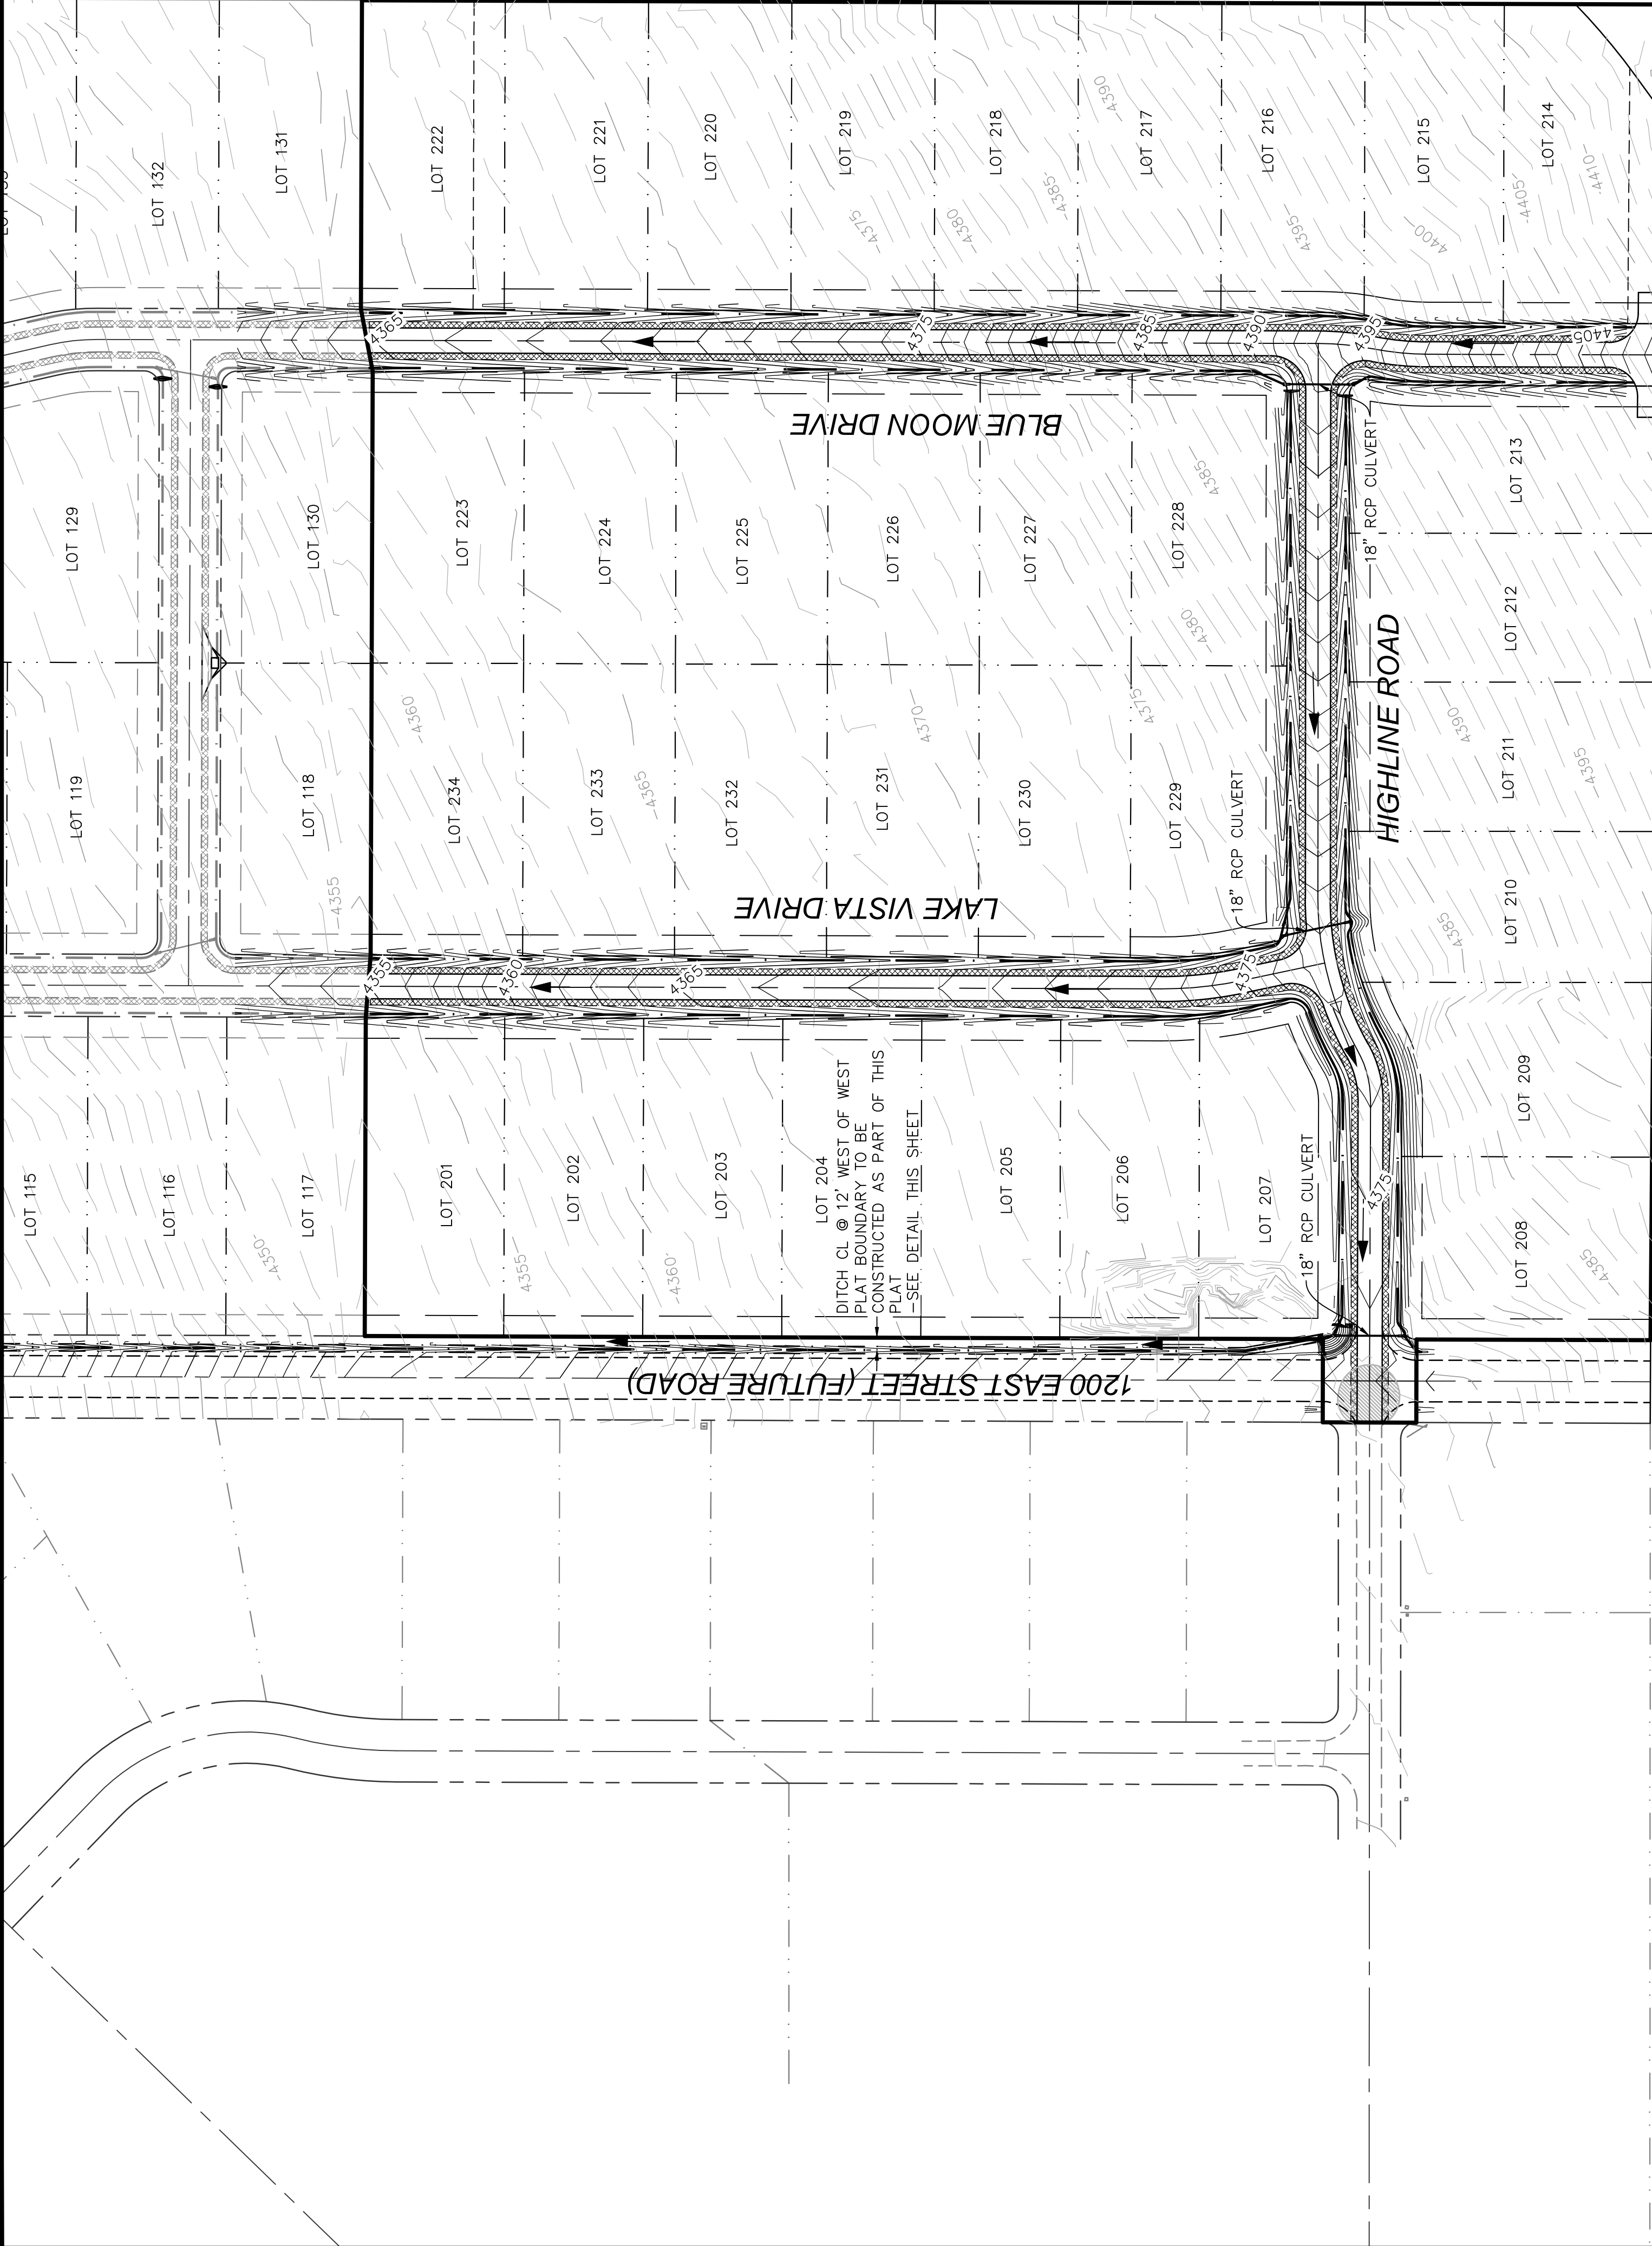 LOT 132
LOT 131
LOT 222
LOT 221
LOT 220
LOT 219
LOT 218
LOT 217
LOT 216
LOT 215
LOT 214
4390
4385
4375
4380
4395
4400
4405
4410
4365
4375
4385
4390
4395
4405
BLUE MOON DRIVE
18" RCP CULVERT
LOT 129
LOT 130
LOT 223
LOT 224
LOT 225
LOT 226
LOT 227
LOT 228
4385
LOT 213
LOT 212
4380
HIGHLINE ROAD
4360
4370
4375
4390
4365
4395
LOT 119
LOT 118
LOT 234
LOT 233
LOT 232
LOT 231
LOT 230
LOT 229
LOT 211
18" RCP CULVERT
4355
LAKE VISTA DRIVE
LOT 210
4385
4355
4360
4365
4375
DITCH CL @ 12' WEST OF WEST
PLAT BOUNDARY TO BE
CONSTRUCTED AS PART OF THIS
PLAT
-SEE DETAIL THIS SHEET
LOT 115
LOT 116
LOT 117
LOT 201
LOT 202
LOT 203
LOT 204
LOT 205
LOT 206
LOT 207
LOT 209
LOT 208
18" RCP CULVERT
4375
4350
4355
4360
4385
1200 EAST STREET (FUTURE ROAD)